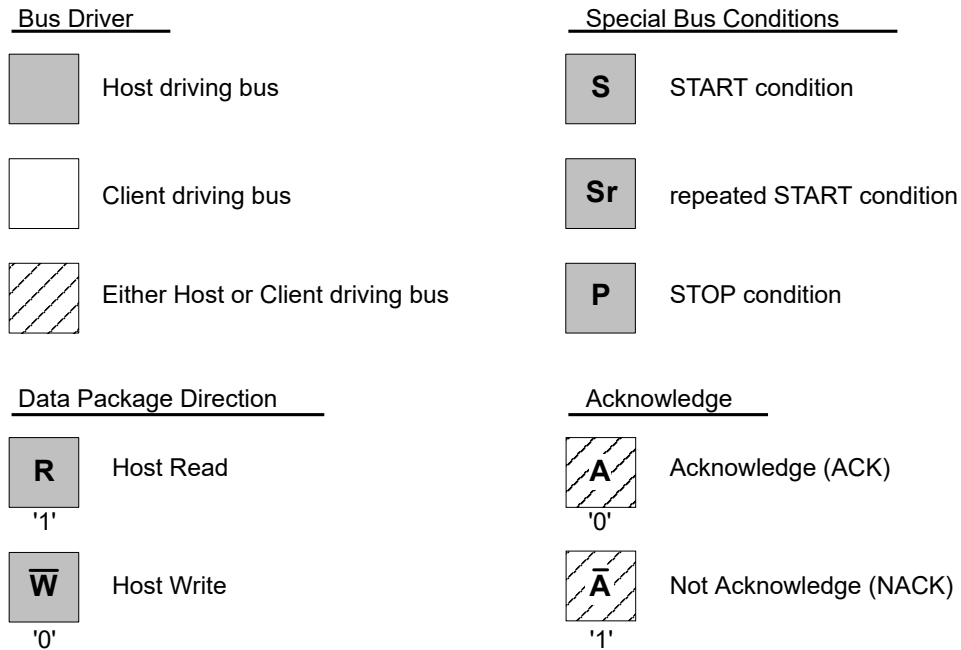 Bus Driver
Host driving bus
Client driving bus
Either Host or Client driving bus
Special Bus Conditions
S START condition
Sr repeated START condition
P STOP condition
Data Package Direction
R Host Read
'1'
W̅ Host Write
'0'
Acknowledge
A Acknowledge (ACK)
'0'
A̅ Not Acknowledge (NACK)
'1'